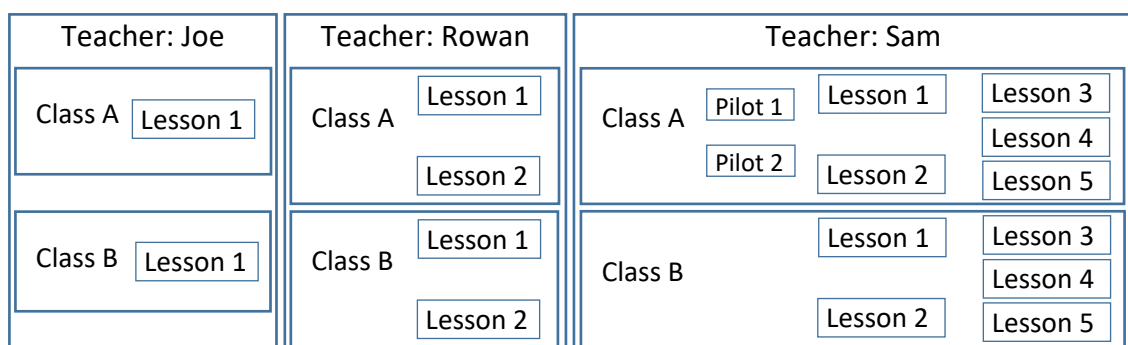 Teacher: Joe
Class A
Lesson 1
Class B
Lesson 1
Teacher: Rowan
Class A
Lesson 1
Lesson 2
Class B
Lesson 1
Lesson 2
Teacher: Sam
Class A
Pilot 1
Pilot 2
Lesson 1
Lesson 2
Lesson 3
Lesson 4
Lesson 5
Class B
Lesson 1
Lesson 2
Lesson 3
Lesson 4
Lesson 5